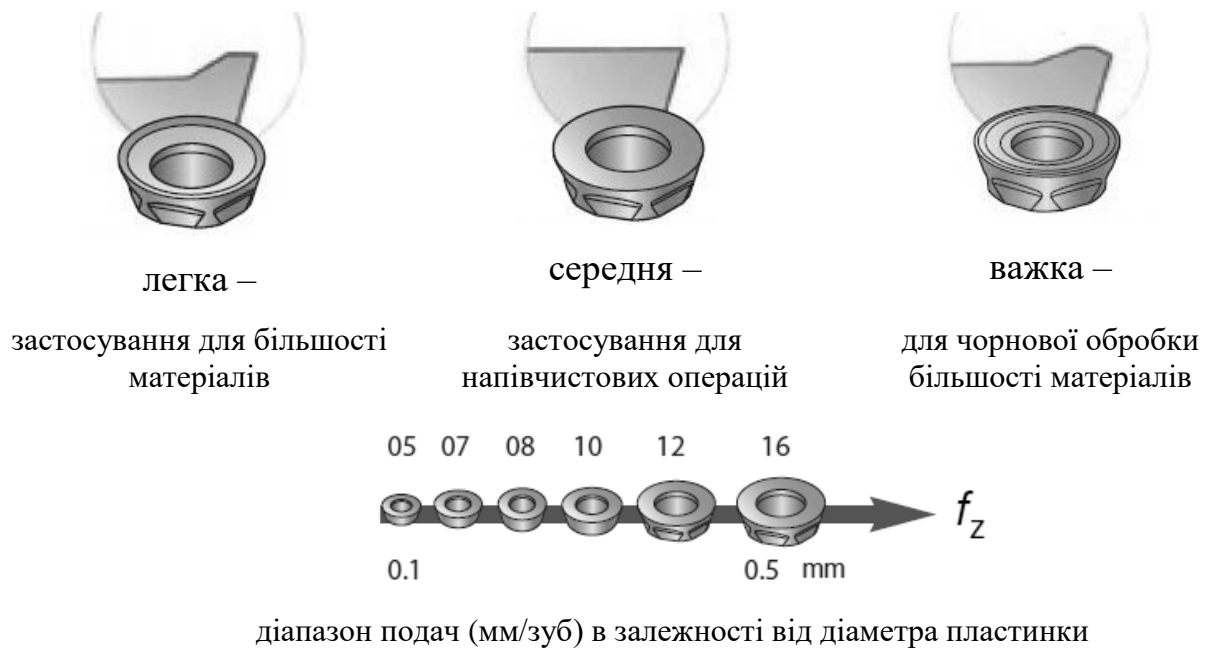 легка –
середня –
важка –
застосування для більшості
матеріалів
застосування для
напівчистових операцій
для чорнової обробки
більшості матеріалів
05 07 08 10 12 16
fz
0.1 0.5 mm
діапазон подач (мм/зуб) в залежності від діаметра пластинки